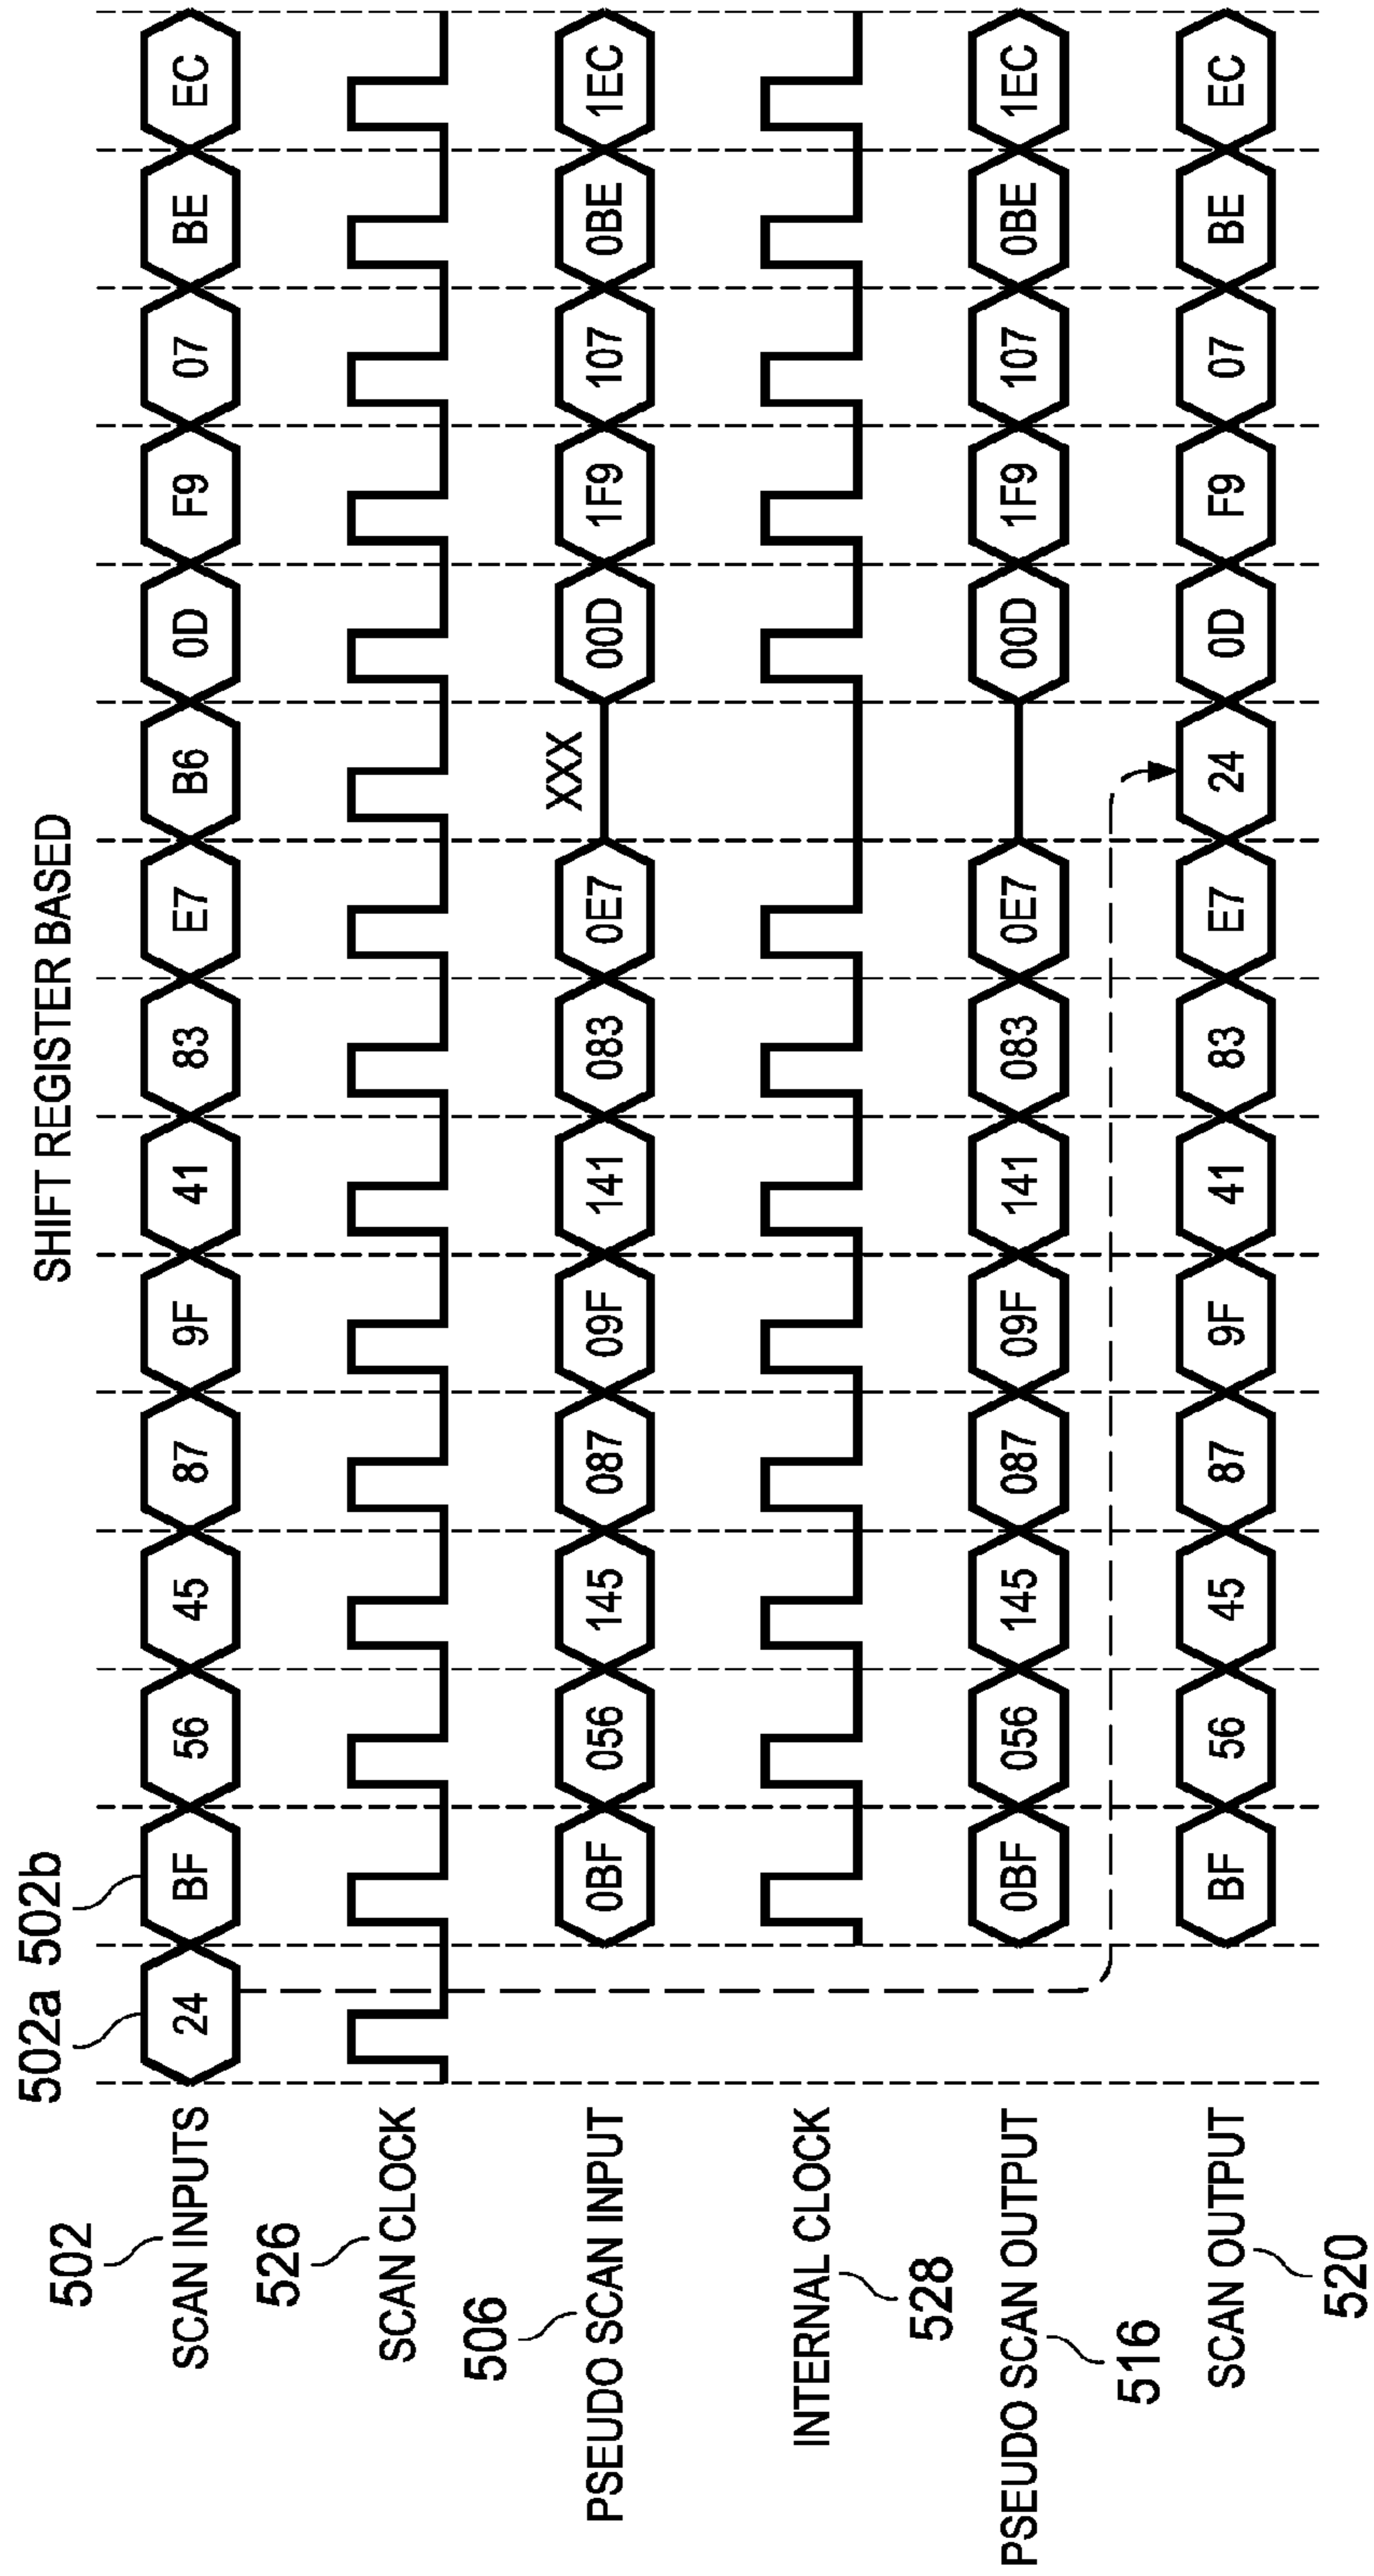 SHIFT REGISTER BASED
502a 502b
502
SCAN INPUTS 24 BF 56 45 87 9F 41 83 E7 B6 0D F9 07 BE EC
526
SCAN CLOCK
506
XXX
PSEUDO SCAN INPUT 0BF 056 145 087 09F 141 083 0E7 00D 1F9 107 0BE 1EC
INTERNAL CLOCK
528
PSEUDO SCAN OUTPUT 0BF 056 145 087 09F 141 083 0E7 00D 1F9 107 0BE 1EC
516
SCAN OUTPUT BF 56 45 87 9F 41 83 E7 24 0D F9 07 BE EC
520